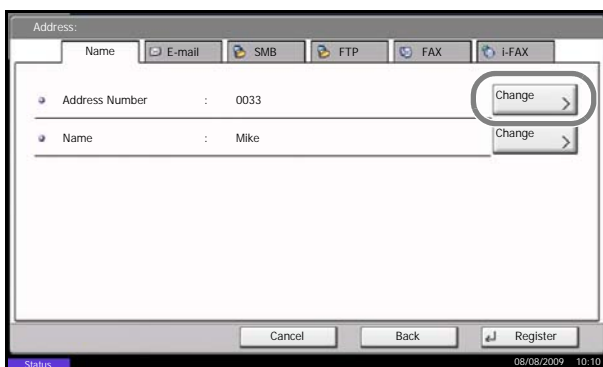 Address:
Name E-mail SMB FTP FAX i-FAX
Address Number : 0033 Change
Name : Mike Change
Cancel Back Register
Status 08/08/2009 10:10